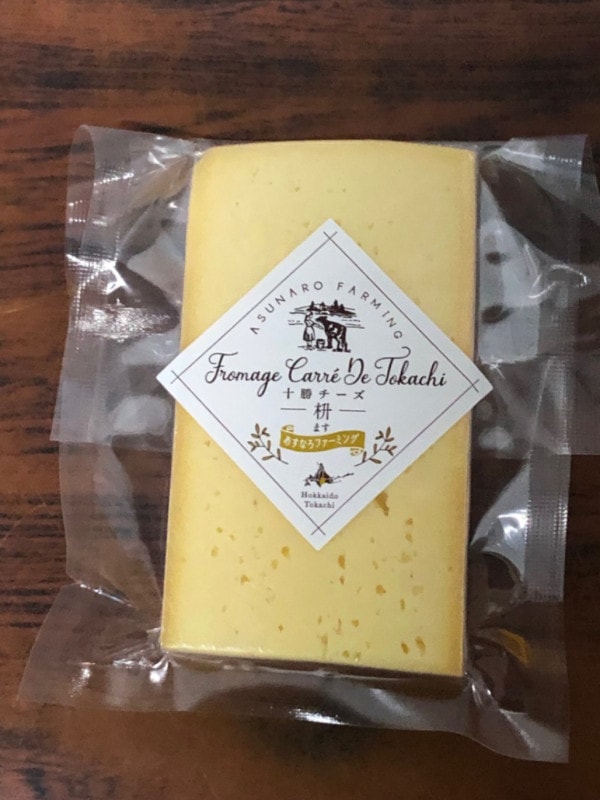 ASUNARO FARMING
Fromage Carré De Tokachi
十勝チーズ
枡
ます
あすなろファーミング
Hokkaido
Tokachi